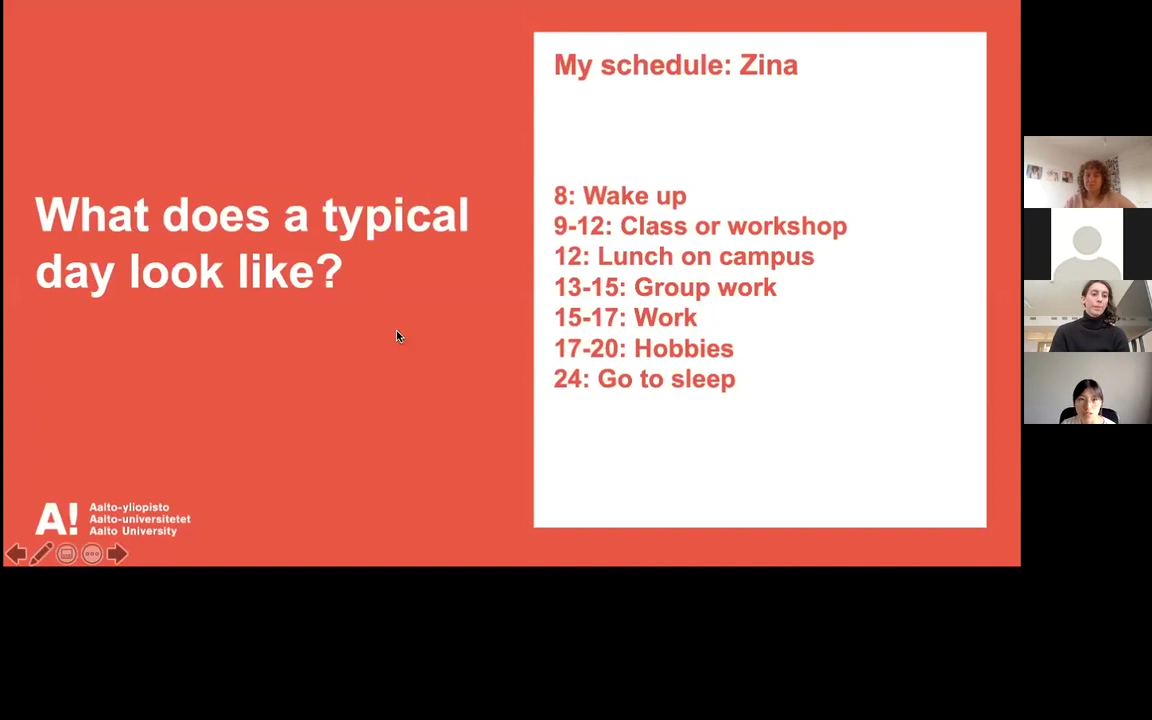 What does a typical
day look like?
My schedule: Zina
8: Wake up
9-12: Class or workshop
12: Lunch on campus
13-15: Group work
15-17: Work
17-20: Hobbies
24: Go to sleep
A!
Aalto-yliopisto
Aalto-universitetet
Aalto University